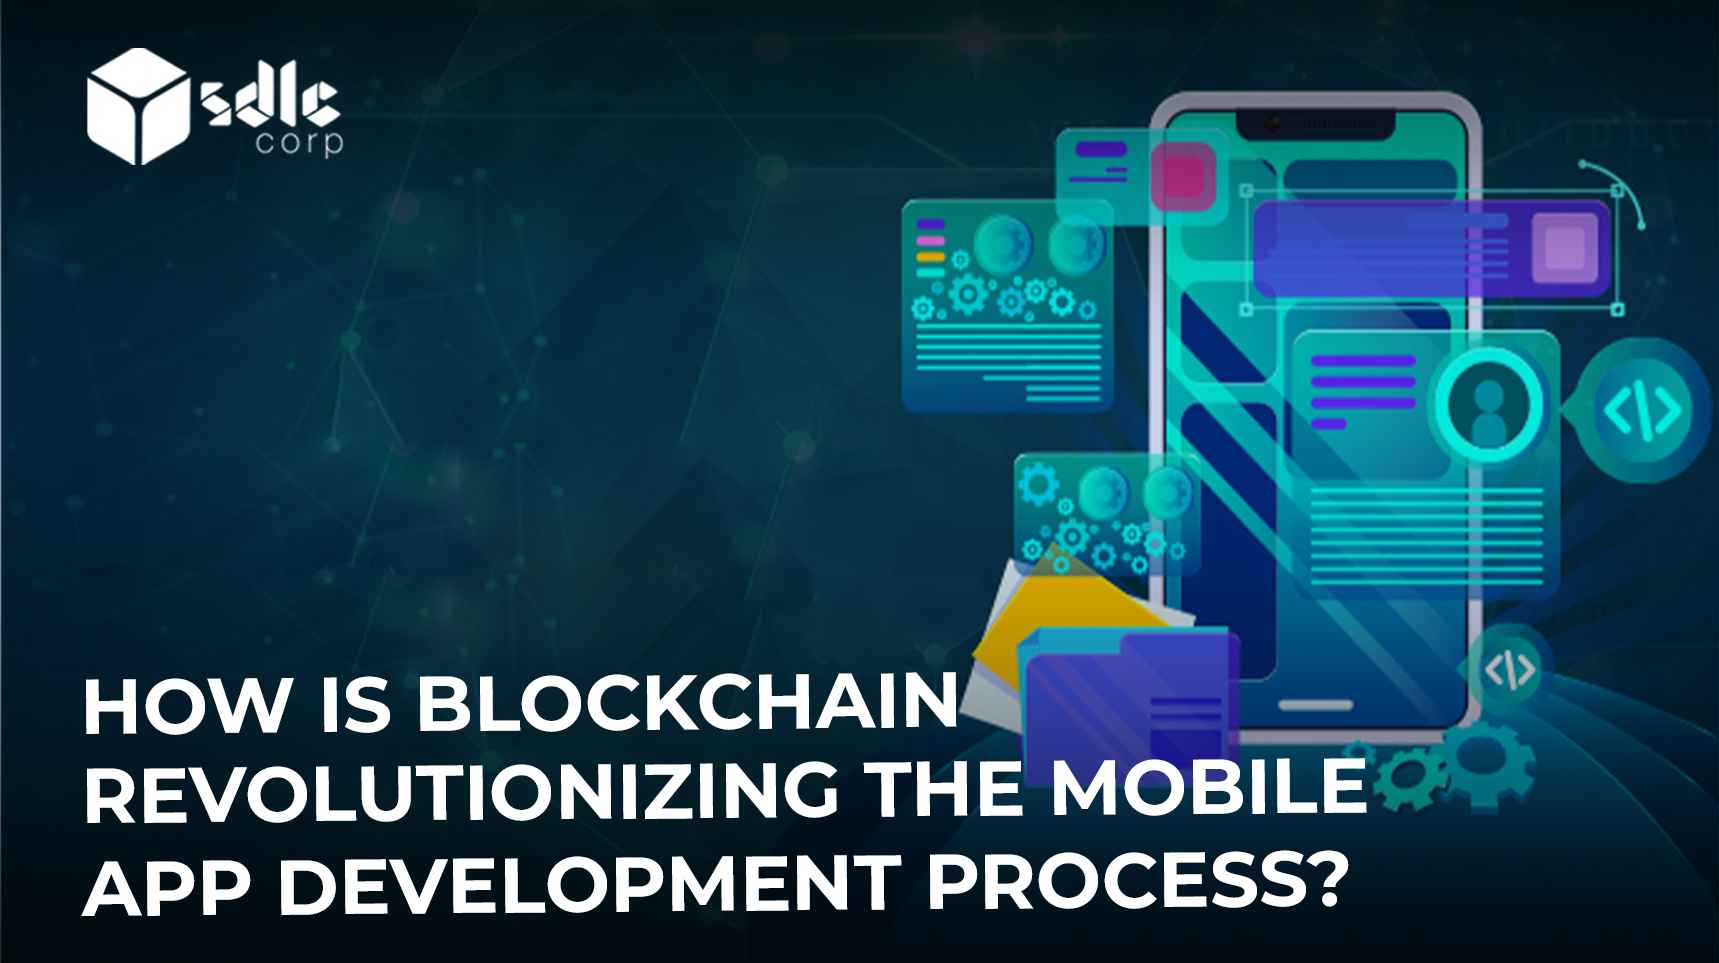 sdlc
corp
HOW IS BLOCKCHAIN
REVOLUTIONIZING THE MOBILE
APP DEVELOPMENT PROCESS?